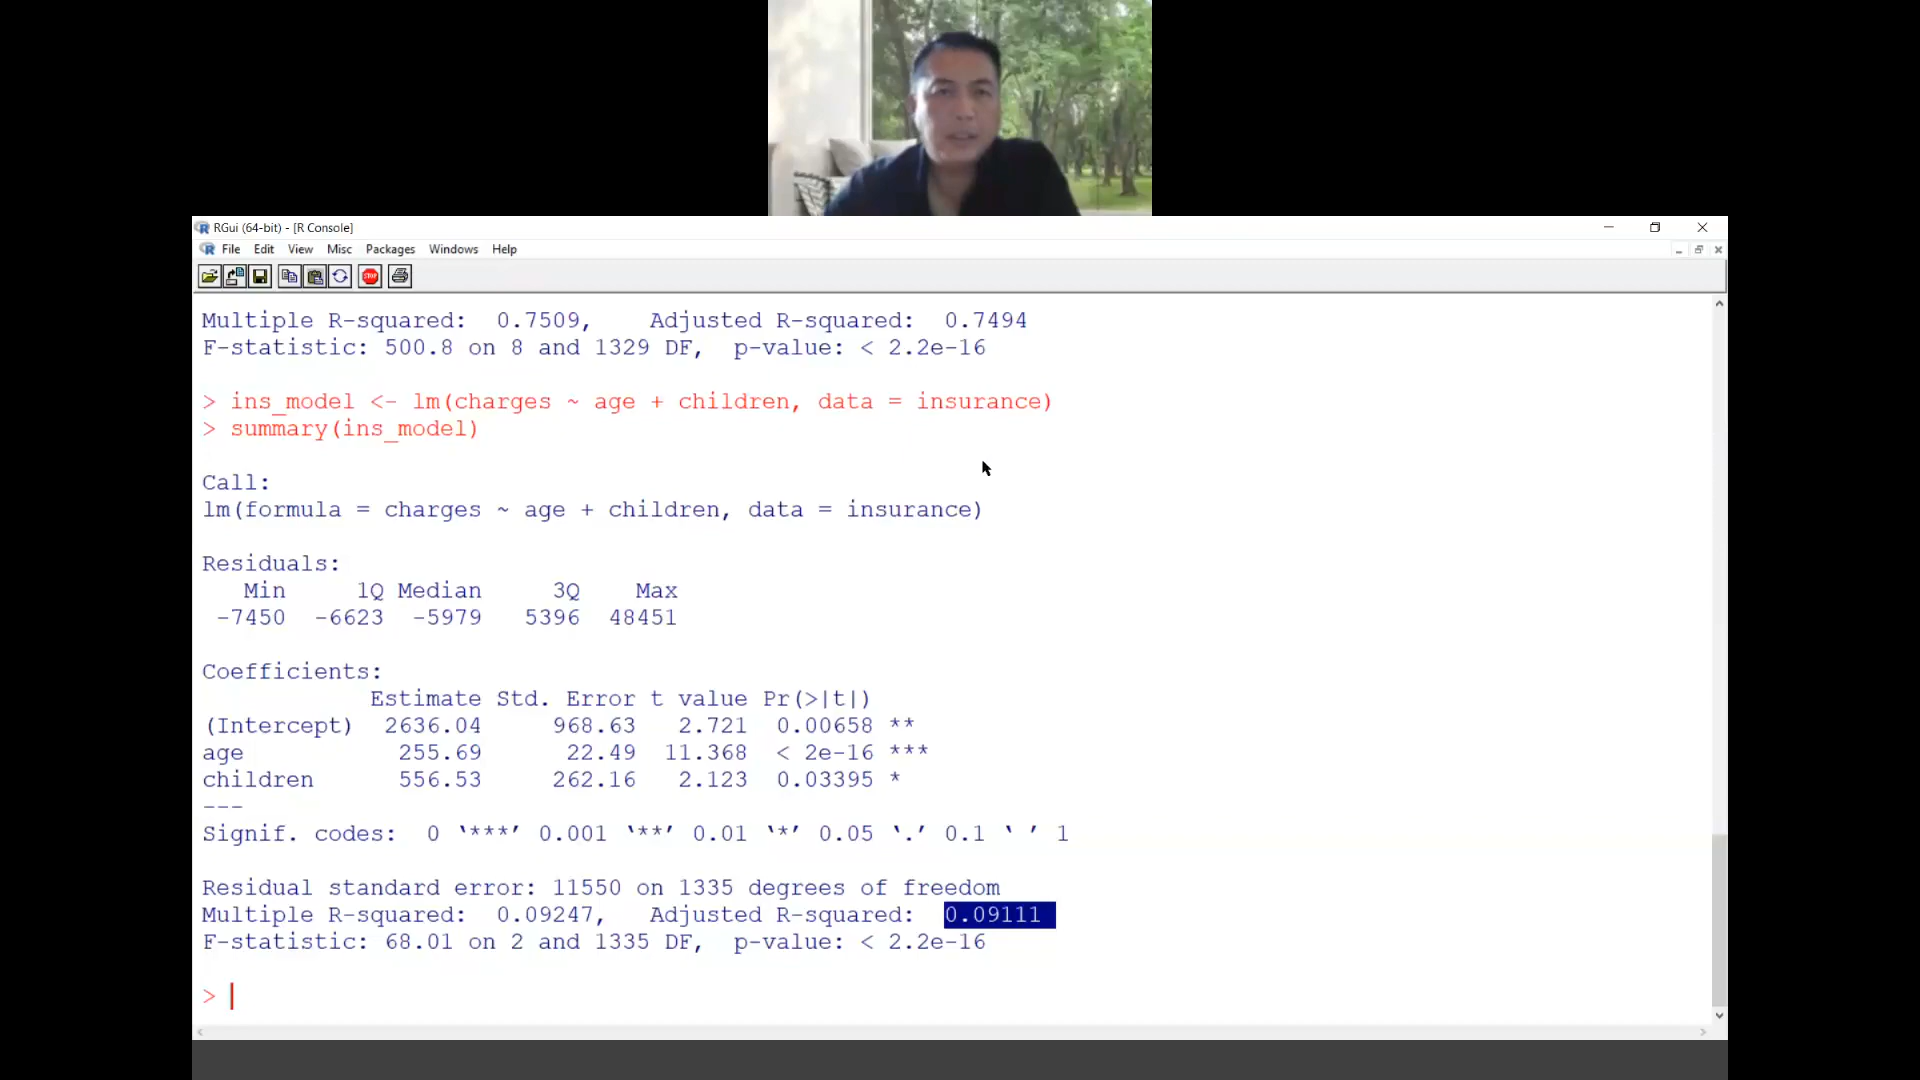 RGui (64-bit) - [R Console]
File Edit View Misc Packages Windows Help
STOP
Multiple R-squared:  0.7509,    Adjusted R-squared:  0.7494
F-statistic: 500.8 on 8 and 1329 DF,  p-value: < 2.2e-16
> ins_model <- lm(charges ~ age + children, data = insurance)
> summary(ins_model)
Call:
lm(formula = charges ~ age + children, data = insurance)
Residuals:
   Min     1Q Median     3Q    Max
 -7450  -6623  -5979   5396  48451
Coefficients:
            Estimate Std. Error t value Pr(>|t|)
(Intercept)  2636.04     968.63   2.721  0.00658 **
age           255.69      22.49  11.368  < 2e-16 ***
children      556.53     262.16   2.123  0.03395 *
---
Signif. codes:  0 ‘***’ 0.001 ‘**’ 0.01 ‘*’ 0.05 ‘.’ 0.1 ‘ ’ 1
Residual standard error: 11550 on 1335 degrees of freedom
Multiple R-squared:  0.09247,   Adjusted R-squared:  0.09111
F-statistic: 68.01 on 2 and 1335 DF,  p-value: < 2.2e-16
>